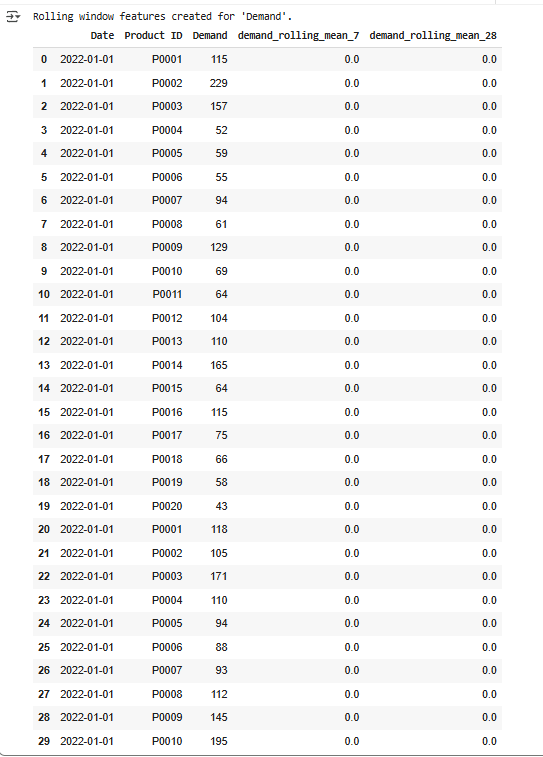 Rolling window features created for 'Demand'.
Date Product ID Demand demand_rolling_mean_7 demand_rolling_mean_28
0 2022-01-01 P0001 115 0.0 0.0
1 2022-01-01 P0002 229 0.0 0.0
2 2022-01-01 P0003 157 0.0 0.0
3 2022-01-01 P0004 52 0.0 0.0
4 2022-01-01 P0005 59 0.0 0.0
5 2022-01-01 P0006 55 0.0 0.0
6 2022-01-01 P0007 94 0.0 0.0
7 2022-01-01 P0008 61 0.0 0.0
8 2022-01-01 P0009 129 0.0 0.0
9 2022-01-01 P0010 69 0.0 0.0
10 2022-01-01 P0011 64 0.0 0.0
11 2022-01-01 P0012 104 0.0 0.0
12 2022-01-01 P0013 110 0.0 0.0
13 2022-01-01 P0014 165 0.0 0.0
14 2022-01-01 P0015 64 0.0 0.0
15 2022-01-01 P0016 115 0.0 0.0
16 2022-01-01 P0017 75 0.0 0.0
17 2022-01-01 P0018 66 0.0 0.0
18 2022-01-01 P0019 58 0.0 0.0
19 2022-01-01 P0020 43 0.0 0.0
20 2022-01-01 P0001 118 0.0 0.0
21 2022-01-01 P0002 105 0.0 0.0
22 2022-01-01 P0003 171 0.0 0.0
23 2022-01-01 P0004 110 0.0 0.0
24 2022-01-01 P0005 94 0.0 0.0
25 2022-01-01 P0006 88 0.0 0.0
26 2022-01-01 P0007 93 0.0 0.0
27 2022-01-01 P0008 112 0.0 0.0
28 2022-01-01 P0009 145 0.0 0.0
29 2022-01-01 P0010 195 0.0 0.0